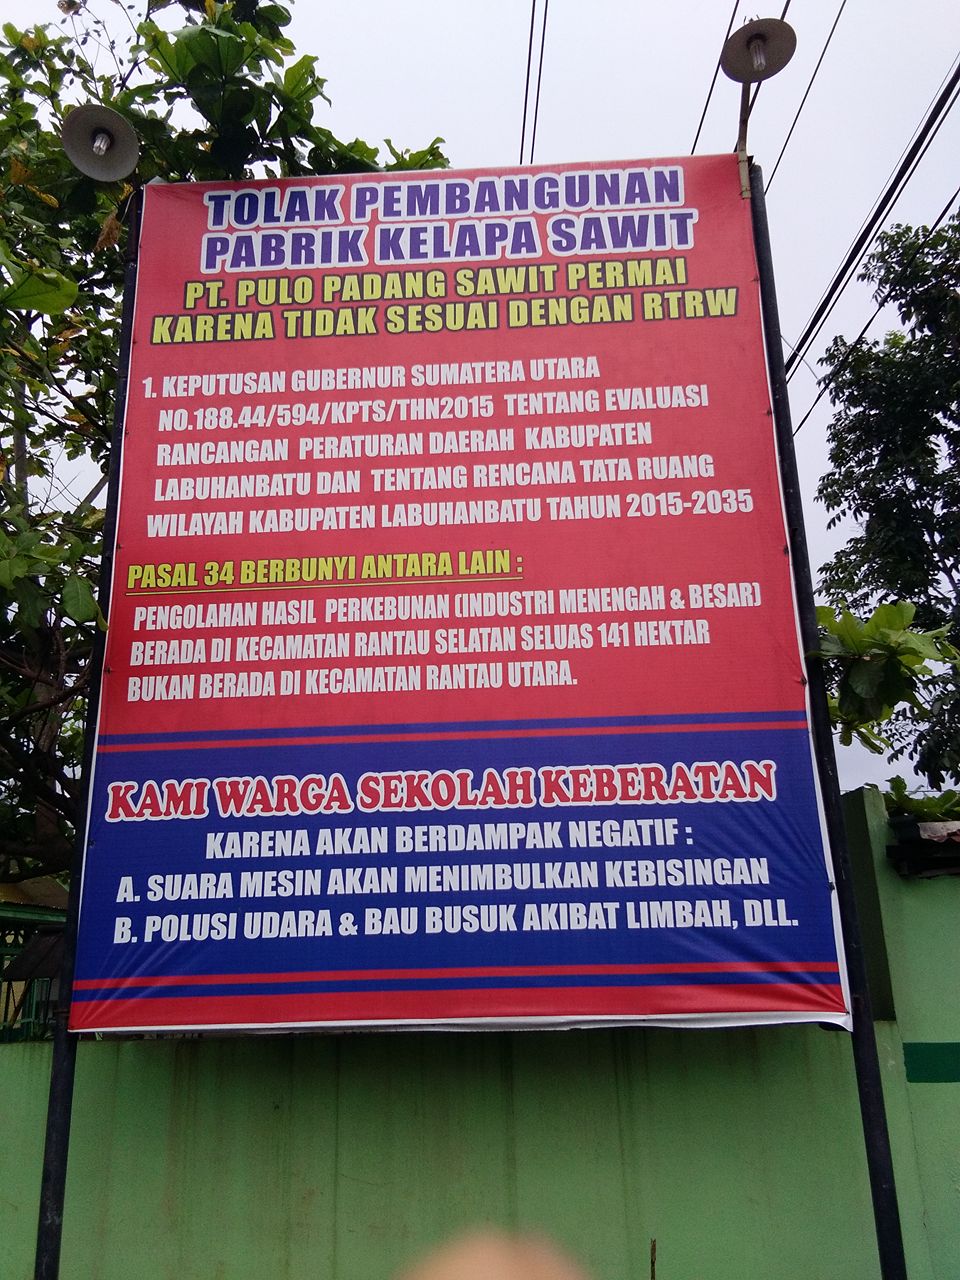 TOLAK PEMBANGUNAN
PABRIK KELAPA SAWIT
PT. PULO PADANG SAWIT PERMAI
KARENA TIDAK SESUAI DENGAN RTRW
1. KEPUTUSAN GUBERNUR SUMATERA UTARA
NO.188.44/594/KPTS/THN2015 TENTANG EVALUASI
RANCANGAN PERATURAN DAERAH KABUPATEN
LABUHANBATU DAN TENTANG RENCANA TATA RUANG
WILAYAH KABUPATEN LABUHANBATU TAHUN 2015-2035
PASAL 34 BERBUNYI ANTARA LAIN :
PENGOLAHAN HASIL PERKEBUNAN (INDUSTRI MENENGAH & BESAR)
BERADA DI KECAMATAN RANTAU SELATAN SELUAS 141 HEKTAR
BUKAN BERADA DI KECAMATAN RANTAU UTARA.
KAMI WARGA SEKOLAH KEBERATAN
KARENA AKAN BERDAMPAK NEGATIF :
A. SUARA MESIN AKAN MENIMBULKAN KEBISINGAN
B. POLUSI UDARA & BAU BUSUK AKIBAT LIMBAH, DLL.